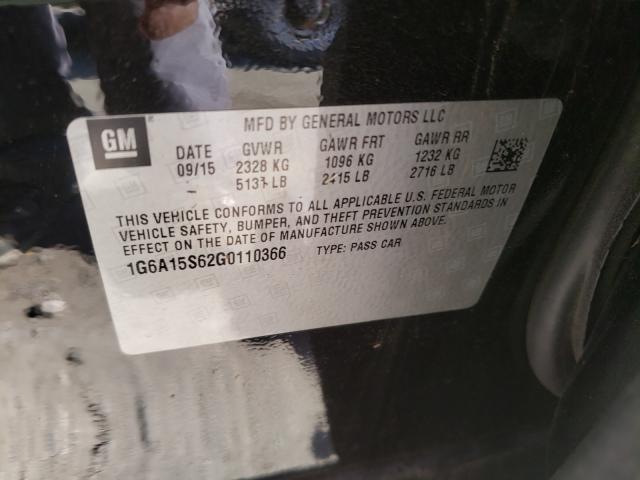 GM
MFD BY GENERAL MOTORS LLC
DATE GVWR GAWR FRT GAWR RR
09/15 2328 KG 1096 KG 1232 KG
5131 LB 2415 LB 2716 LB
THIS VEHICLE CONFORMS TO ALL APPLICABLE U.S. FEDERAL MOTOR
VEHICLE SAFETY, BUMPER, AND THEFT PREVENTION STANDARDS IN
EFFECT ON THE DATE OF MANUFACTURE SHOWN ABOVE.
1G6A15S62G0110366 TYPE: PASS CAR